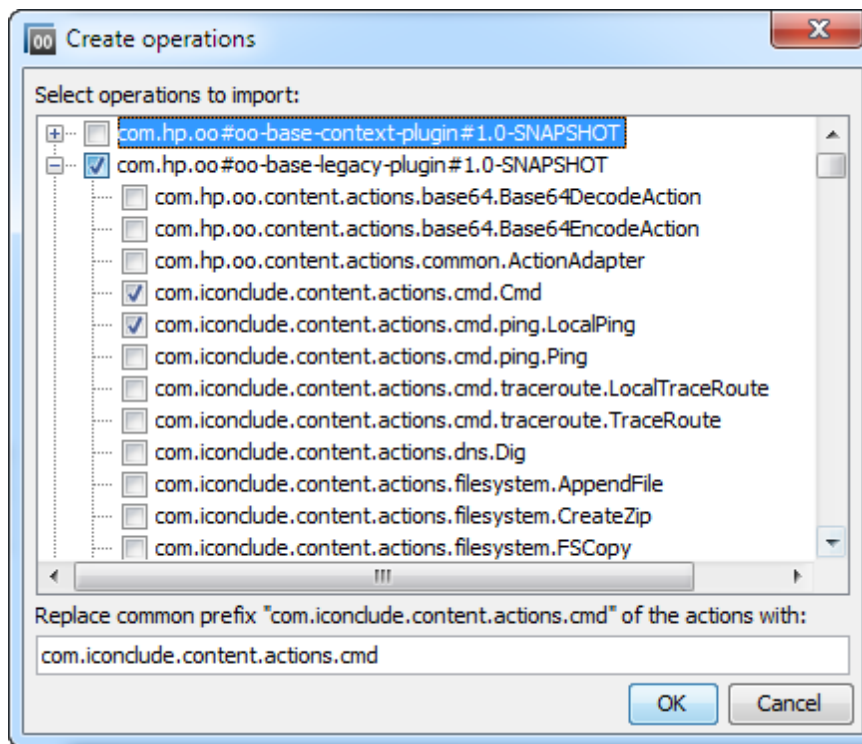 oo Create operations
Select operations to import:
com.hp.oo#oo-base-context-plugin#1.0-SNAPSHOT
com.hp.oo#oo-base-legacy-plugin#1.0-SNAPSHOT
com.hp.oo.content.actions.base64.Base64DecodeAction
com.hp.oo.content.actions.base64.Base64EncodeAction
com.hp.oo.content.actions.common.ActionAdapter
com.iconclude.content.actions.cmd.Cmd
com.iconclude.content.actions.cmd.ping.LocalPing
com.iconclude.content.actions.cmd.ping.Ping
com.iconclude.content.actions.cmd.traceroute.LocalTraceRoute
com.iconclude.content.actions.cmd.traceroute.TraceRoute
com.iconclude.content.actions.dns.Dig
com.iconclude.content.actions.filesystem.AppendFile
com.iconclude.content.actions.filesystem.CreateZip
com.iconclude.content.actions.filesystem.FSCopy
Replace common prefix "com.iconclude.content.actions.cmd" of the actions with:
com.iconclude.content.actions.cmd
OK Cancel